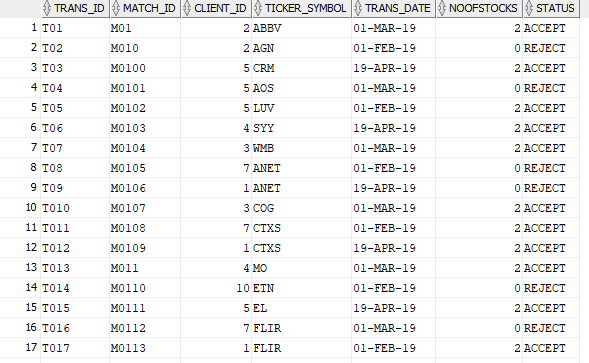 TRANS_ID MATCH_ID CLIENT_ID TICKER_SYMBOL TRANS_DATE NOOFSTOCKS STATUS
1 T01 M01 2 ABBV 01-MAR-19 2 ACCEPT
2 T02 M010 2 AGN 01-FEB-19 0 REJECT
3 T03 M0100 5 CRM 19-APR-19 2 ACCEPT
4 T04 M0101 5 AOS 01-MAR-19 0 REJECT
5 T05 M0102 5 LUV 01-FEB-19 2 ACCEPT
6 T06 M0103 4 SYY 19-APR-19 2 ACCEPT
7 T07 M0104 3 WMB 01-MAR-19 2 ACCEPT
8 T08 M0105 7 ANET 01-FEB-19 0 REJECT
9 T09 M0106 1 ANET 19-APR-19 0 REJECT
10 T010 M0107 3 COG 01-MAR-19 2 ACCEPT
11 T011 M0108 7 CTXS 01-FEB-19 2 ACCEPT
12 T012 M0109 1 CTXS 19-APR-19 2 ACCEPT
13 T013 M011 4 MO 01-MAR-19 2 ACCEPT
14 T014 M0110 10 ETN 01-FEB-19 0 REJECT
15 T015 M0111 5 EL 19-APR-19 2 ACCEPT
16 T016 M0112 7 FLIR 01-MAR-19 0 REJECT
17 T017 M0113 1 FLIR 01-FEB-19 2 ACCEPT